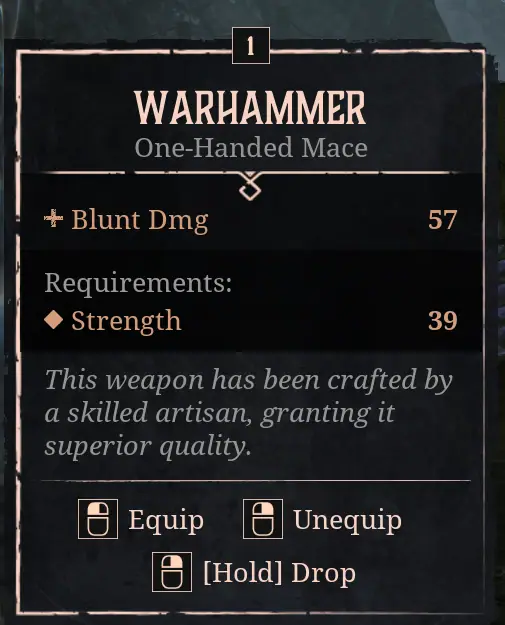 1
WARHAMMER
One-Handed Mace
Blunt Dmg 57
Requirements:
Strength 39
This weapon has been crafted by
a skilled artisan, granting it
superior quality.
Equip Unequip
[Hold] Drop